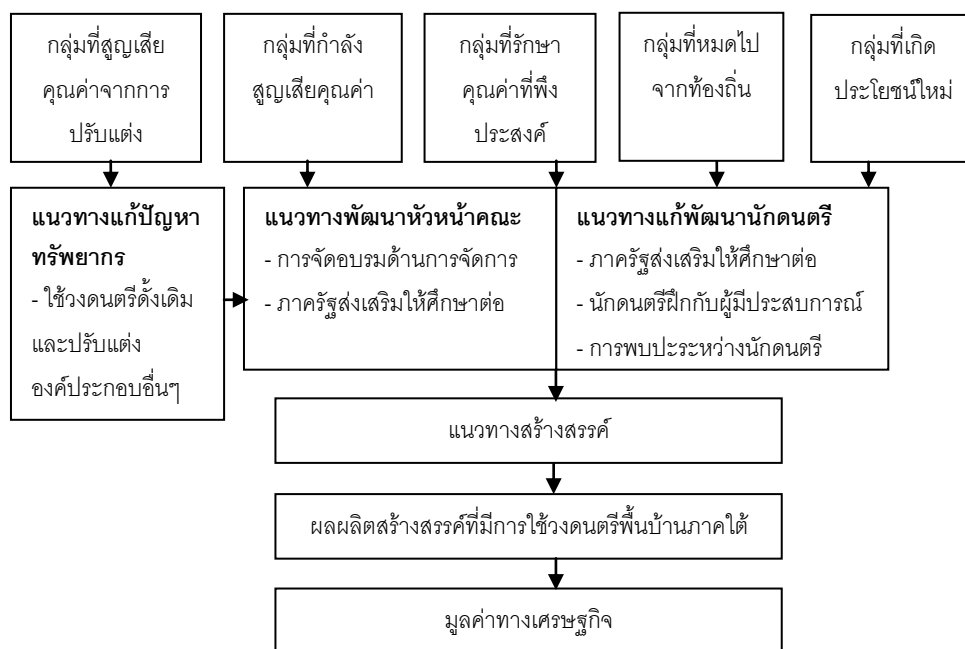 กลุ่มที่สูญเสีย
คุณค่าจากการ
ปรับแต่ง
กลุ่มที่กำลัง
สูญเสียคุณค่า
กลุ่มที่รักษา
คุณค่าที่พึง
ประสงค์
กลุ่มที่หมดไป
จากท้องถิ่น
กลุ่มที่เกิด
ประโยชน์ใหม่
แนวทางแก้ปัญหา
ทรัพยากร
- ใช้วงดนตรีดั้งเดิม
และปรับแต่ง
องค์ประกอบอื่นๆ
แนวทางพัฒนาหัวหน้าคณะ
- การจัดอบรมด้านการจัดการ
- ภาครัฐส่งเสริมให้ศึกษาต่อ
แนวทางแก้พัฒนานักดนตรี
- ภาครัฐส่งเสริมให้ศึกษาต่อ
- นักดนตรีฝึกกับผู้มีประสบการณ์
- การพบปะระหว่างนักดนตรี
แนวทางสร้างสรรค์
ผลผลิตสร้างสรรค์ที่มีการใช้วงดนตรีพื้นบ้านภาคใต้
มูลค่าทางเศรษฐกิจ